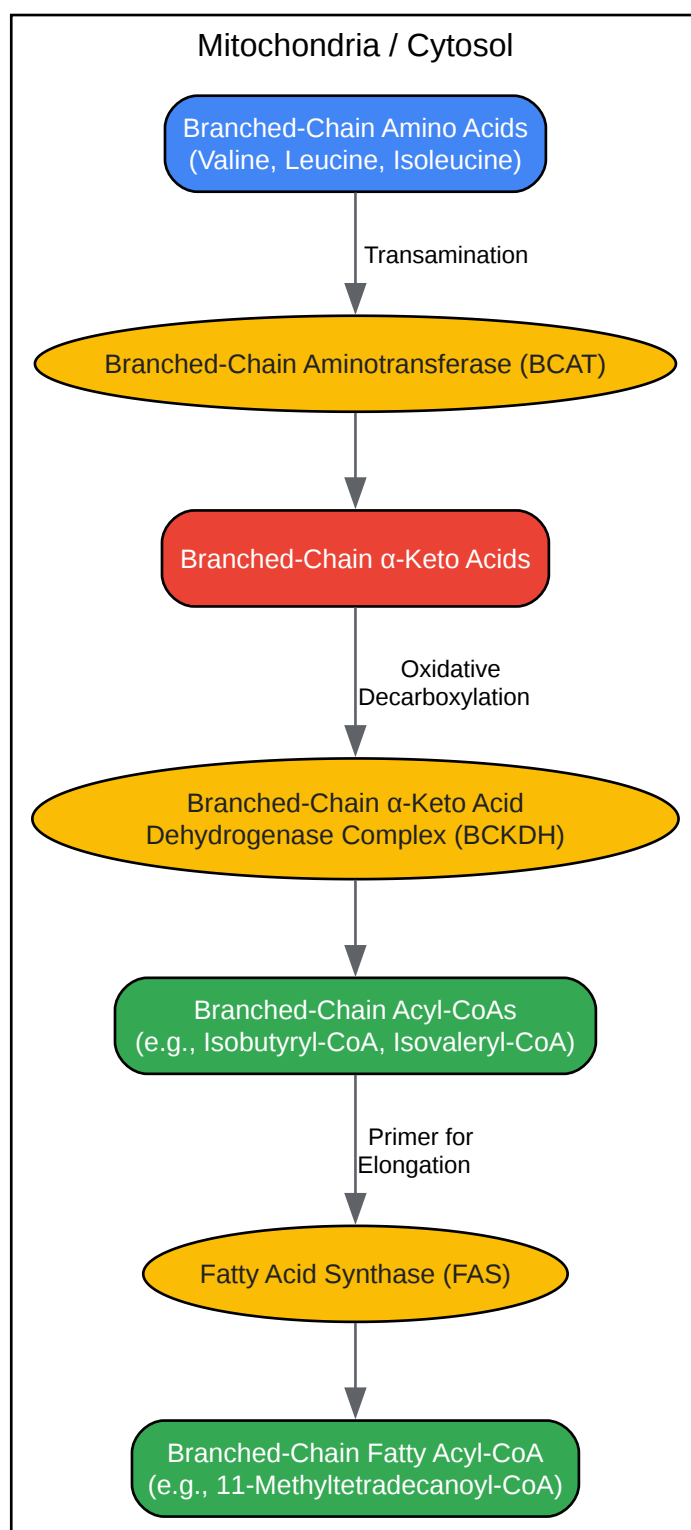 Mitochondria / Cytosol
Branched-Chain Amino Acids
(Valine, Leucine, Isoleucine)
Transamination
Branched-Chain Aminotransferase (BCAT)
Branched-Chain α-Keto Acids
Oxidative
Decarboxylation
Branched-Chain α-Keto Acid
Dehydrogenase Complex (BCKDH)
Branched-Chain Acyl-CoAs
(e.g., Isobutyryl-CoA, Isovaleryl-CoA)
Primer for
Elongation
Fatty Acid Synthase (FAS)
Branched-Chain Fatty Acyl-CoA
(e.g., 11-Methyltetradecanoyl-CoA)